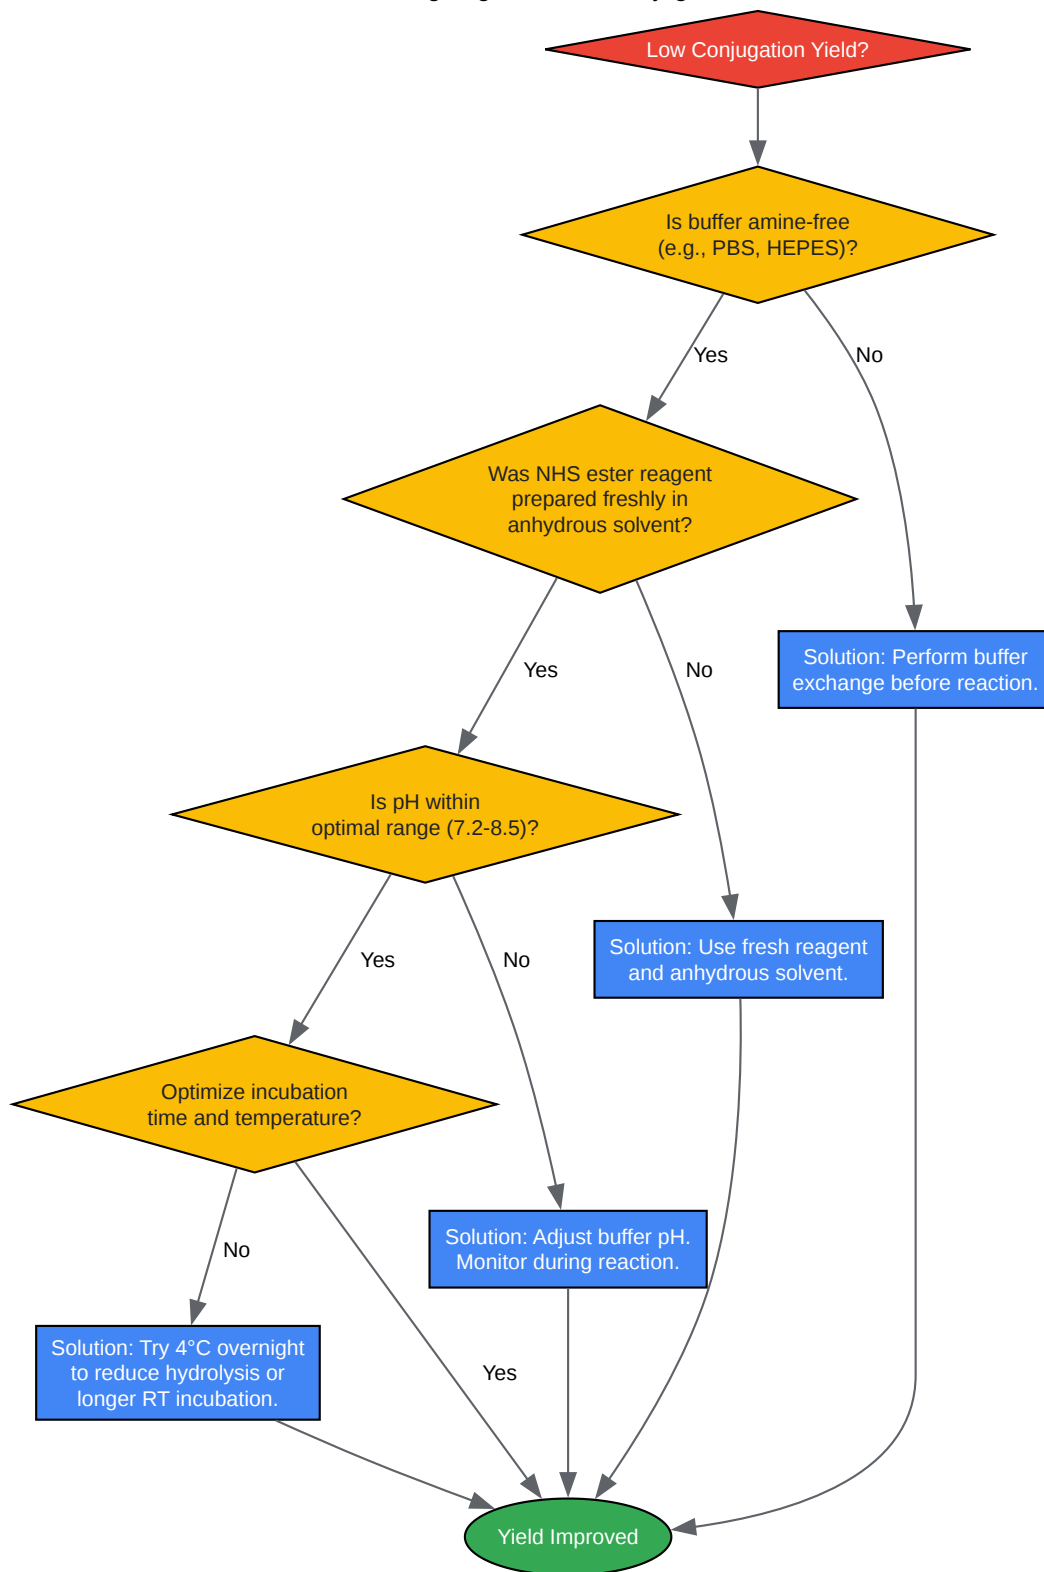 Low Conjugation Yield?
Is buffer amine-free
(e.g., PBS, HEPES)?
Yes
No
Was NHS ester reagent
prepared freshly in
anhydrous solvent?
Solution: Perform buffer
exchange before reaction.
Yes
No
Is pH within
optimal range (7.2-8.5)?
Solution: Use fresh reagent
and anhydrous solvent.
Yes
No
Optimize incubation
time and temperature?
Solution: Adjust buffer pH.
Monitor during reaction.
No
Solution: Try 4°C overnight
to reduce hydrolysis or
longer RT incubation.
Yes
Yield Improved